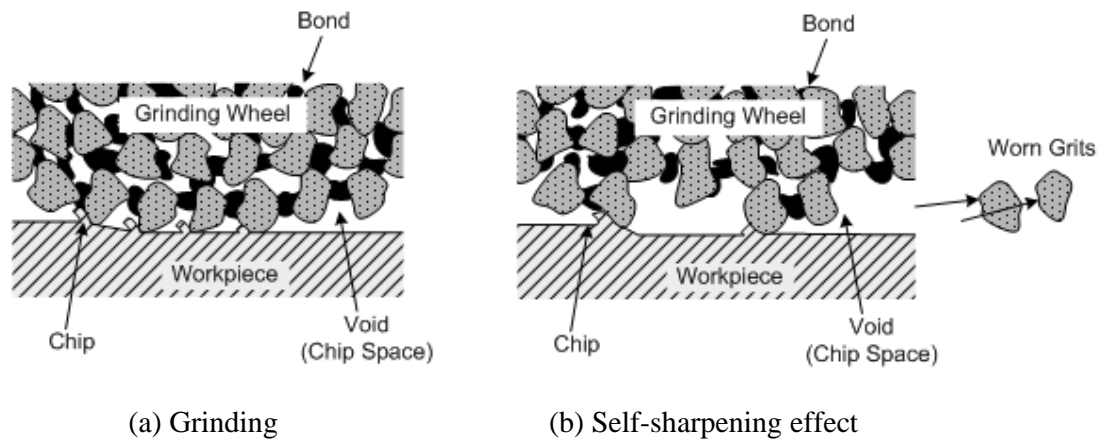 Bond
Grinding Wheel
Workpiece
Chip
Void
(Chip Space)
(a) Grinding
Bond
Grinding Wheel
Worn Grits
Workpiece
Chip
Void
(Chip Space)
(b) Self-sharpening effect